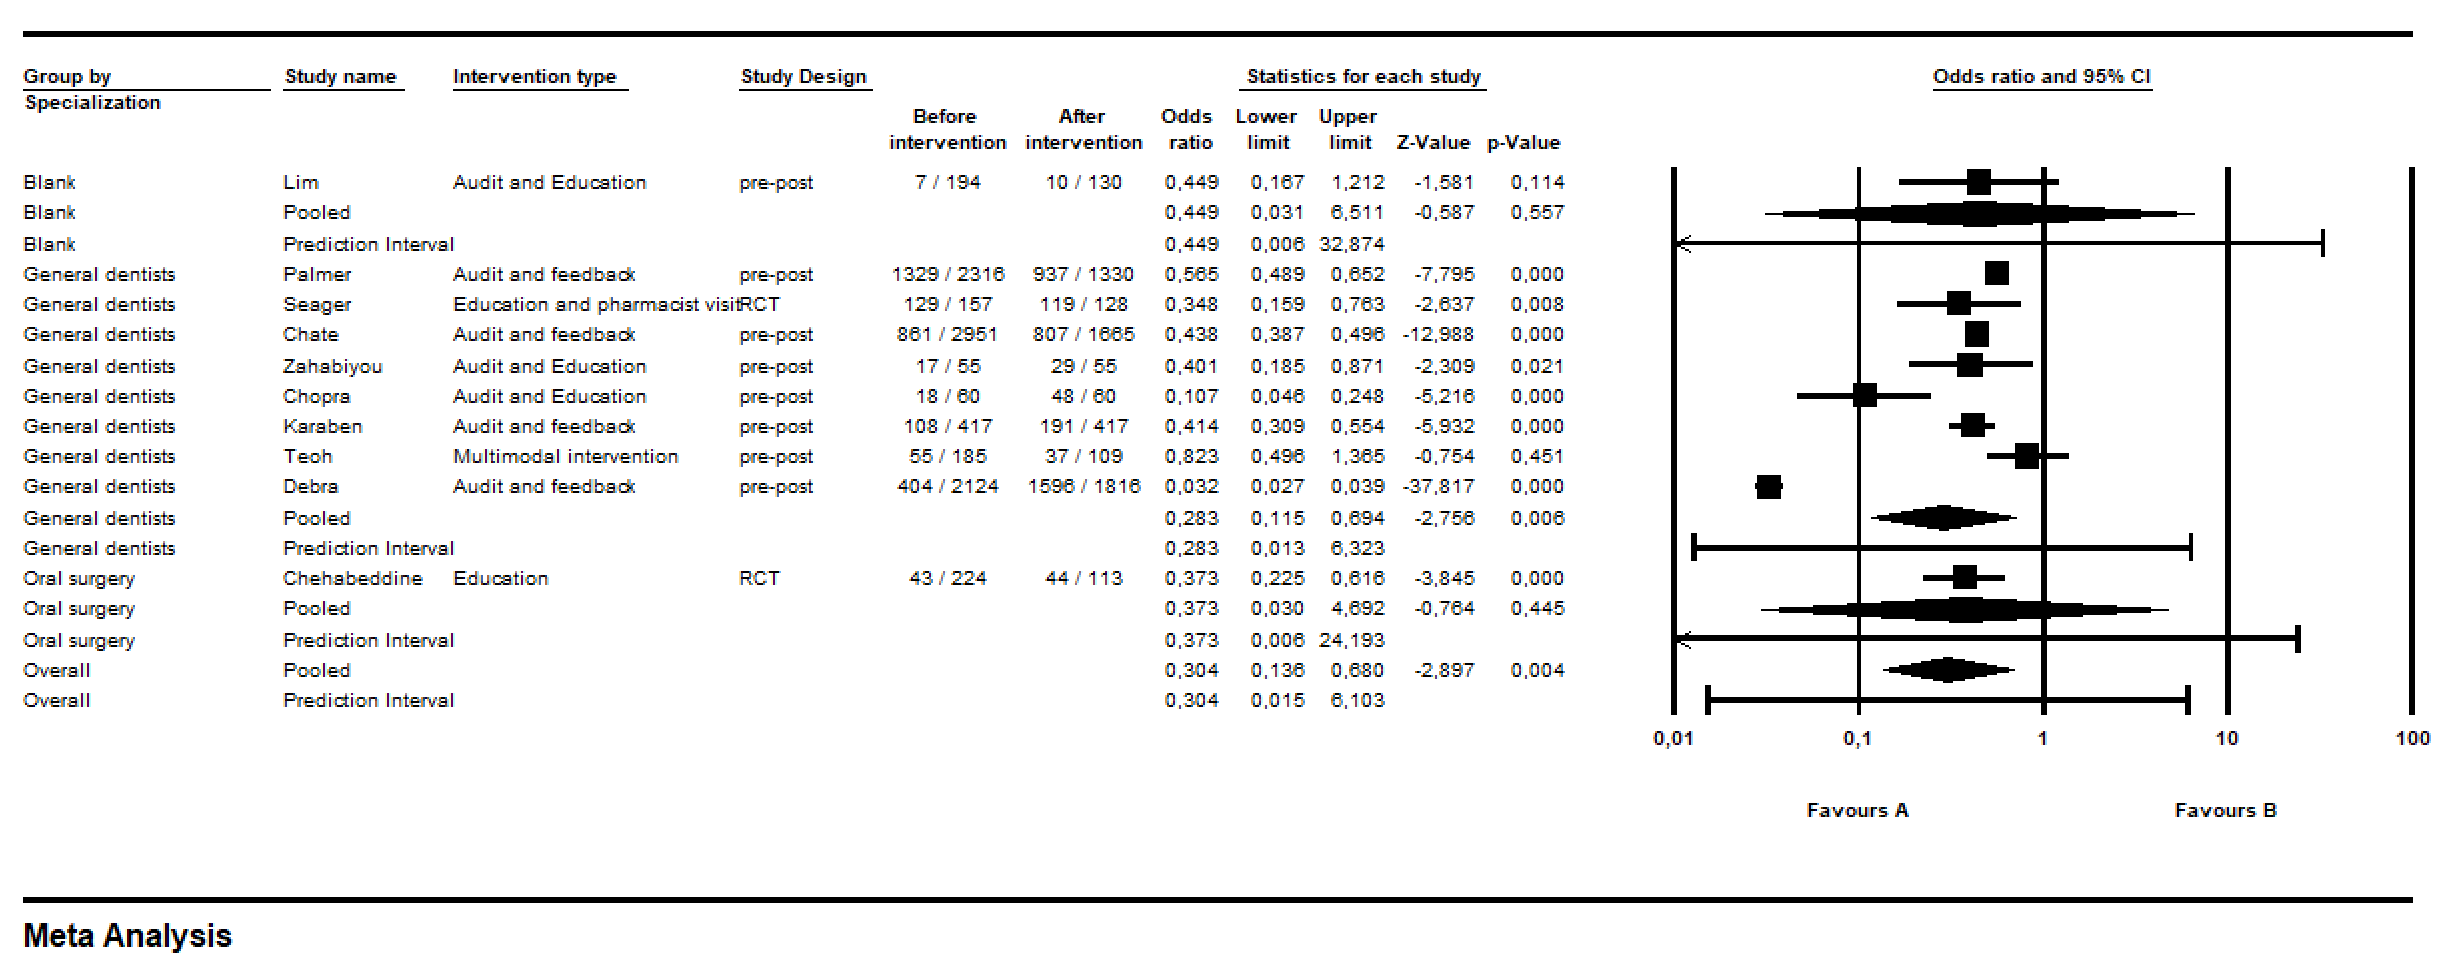 Group by Study name Intervention type Study Design Statistics for each study Odds ratio and 95% CI
Specialization
Before After Odds Lower Upper
intervention intervention ratio limit limit Z-Value p-Value
Blank Lim Audit and Education pre-post 7 / 194 10 / 130 0,449 0,167 1,212 -1,581 0,114
Blank Pooled 0,449 0,031 6,511 -0,587 0,557
Blank Prediction Interval 0,449 0,006 32,874
General dentists Palmer Audit and feedback pre-post 1329 / 2316 937 / 1330 0,565 0,489 0,652 -7,795 0,000
General dentists Seager Education and pharmacist visitRCT 129 / 157 119 / 128 0,348 0,159 0,763 -2,637 0,008
General dentists Chate Audit and feedback pre-post 861 / 2951 807 / 1665 0,438 0,387 0,496 -12,988 0,000
General dentists Zahabiyou Audit and Education pre-post 17 / 55 29 / 55 0,401 0,185 0,871 -2,309 0,021
General dentists Chopra Audit and Education pre-post 18 / 60 48 / 60 0,107 0,046 0,248 -5,216 0,000
General dentists Karaben Audit and feedback pre-post 108 / 417 191 / 417 0,414 0,309 0,554 -5,932 0,000
General dentists Teoh Multimodal intervention pre-post 55 / 185 37 / 109 0,823 0,496 1,365 -0,754 0,451
General dentists Debra Audit and feedback pre-post 404 / 2124 1596 / 1816 0,032 0,027 0,039 -37,817 0,000
General dentists Pooled 0,283 0,115 0,694 -2,756 0,006
General dentists Prediction Interval 0,283 0,013 6,323
Oral surgery Chehabeddine Education RCT 43 / 224 44 / 113 0,373 0,225 0,616 -3,845 0,000
Oral surgery Pooled 0,373 0,030 4,692 -0,764 0,445
Oral surgery Prediction Interval 0,373 0,006 24,193
Overall Pooled 0,304 0,136 0,680 -2,897 0,004
Overall Prediction Interval 0,304 0,015 6,103
0,01 0,1 1 10 100
Favours A Favours B
Meta Analysis